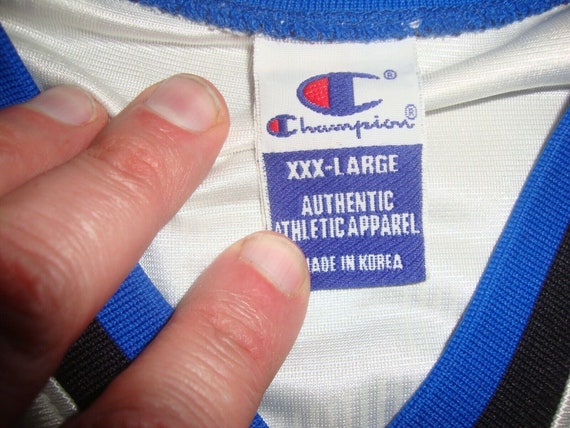 Champion
XXX-LARGE
AUTHENTIC
ATHLETIC APPAREL
MADE IN KOREA